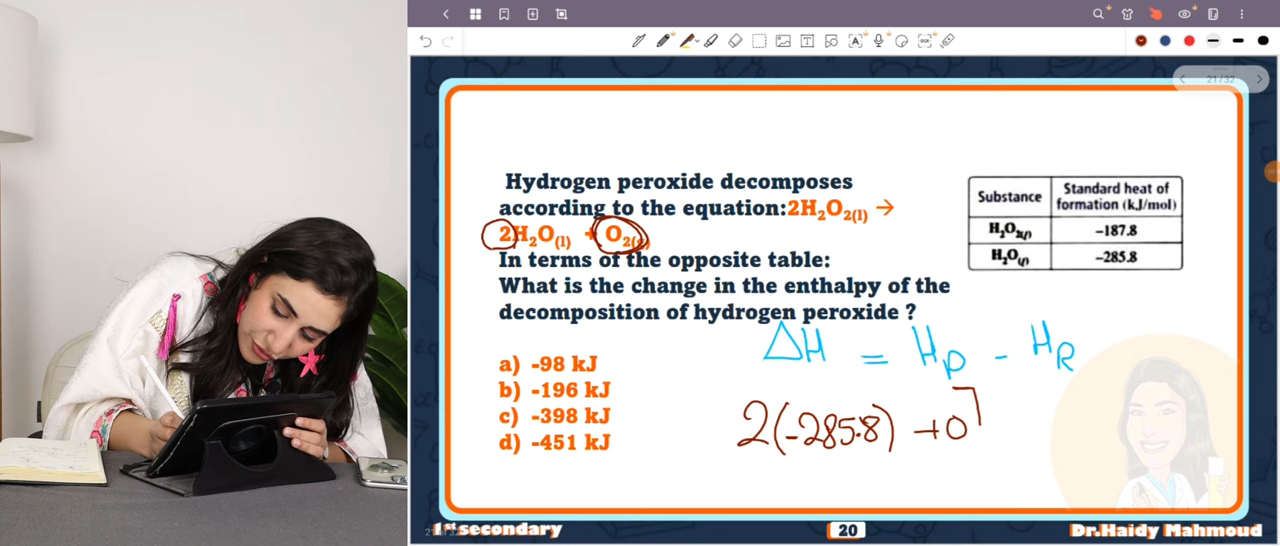 21/32
Hydrogen peroxide decomposes
according to the equation:2H₂O₂₍ₗ₎ →
2H₂O₍ₗ₎ + O₂₍g₎
In terms of the opposite table:
What is the change in the enthalpy of the
decomposition of hydrogen peroxide ?
a) -98 kJ
b) -196 kJ
c) -398 kJ
d) -451 kJ
Substance Standard heat of
formation (kJ/mol)
H₂O₂₍ₗ₎ -187.8
H₂O₍ₗ₎ -285.8
ΔH = Hp - HR
2(-285.8) +0]
1st secondary 20 Dr.Haidy Mahmoud